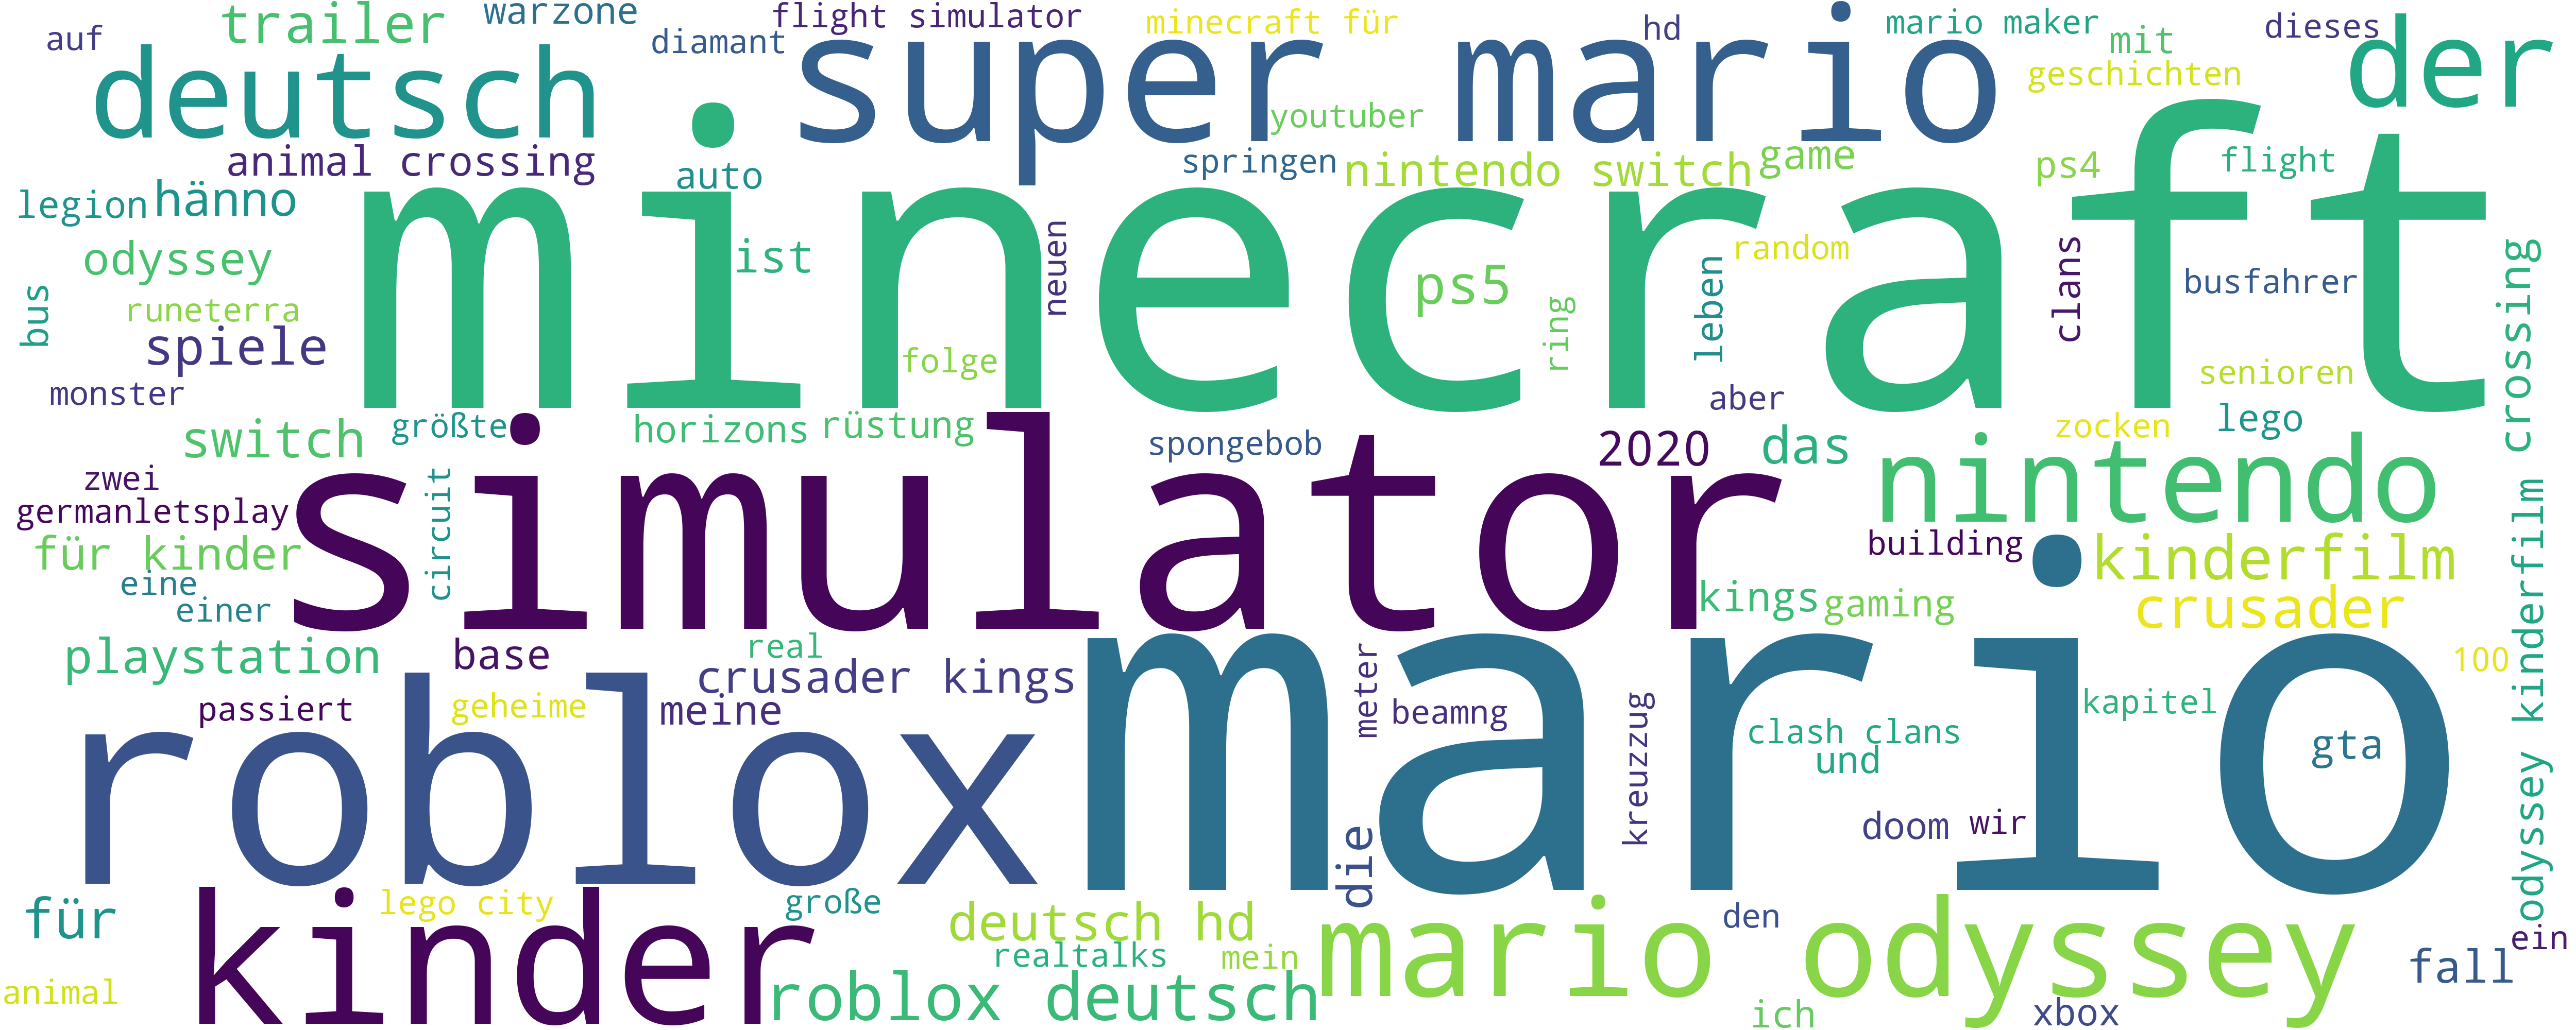 auf
trailer
warzone
diamant
flight simulator
minecraft für
hd
mario maker
mit
dieses
deutsch
super mario
youtuber
geschichten
der
animal crossing
auto
springen
nintendo switch
game
ps4
flight
legion
hänno
minecraft
odyssey
ist
neuen
ps5
random
leben
clans
busfahrer
crossing
bus
runeterra
spiele
folge
ring
monster
aber
senioren
lego
switch
größte
horizons
rüstung
spongebob
2020
das
zocken
nintendo
zwei
germanletsplay
circuit
simulator
building
kinderfilm
für kinder
eine
einer
kings
gaming
crusader
odyssey kinderfilm
playstation
base
real
crusader kings
meter
mario
100
passiert
geheime
meine
beamng
kreuzzug
clash clans
und
kapitel
gta
roblox
die
doom
wir
für
kinder
lego city
große
deutsch hd
mario odyssey
den
ein
realtalks
mein
fall
animal
roblox deutsch
ich
xbox